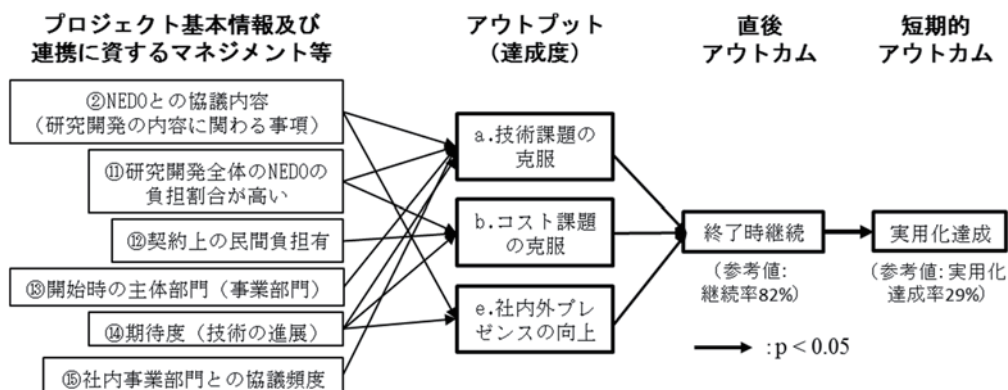 プロジェクト基本情報及び
連携に資するマネジメント等
アウトプット
(達成度)
直後
アウトカム
短期的
アウトカム
②NEDOとの協議内容
(研究開発の内容に関わる事項)
⑪研究開発全体のNEDOの
負担割合が高い
⑫契約上の民間負担有
⑬開始時の主体部門(事業部門)
⑭期待度(技術の進展)
⑮社内事業部門との協議頻度
a.技術課題の
克服
b.コスト課題
の克服
e.社内外プレ
ゼンスの向上
終了時継続
(参考値:
継続率82%)
実用化達成
(参考値: 実用化
達成率29%)
:p < 0.05